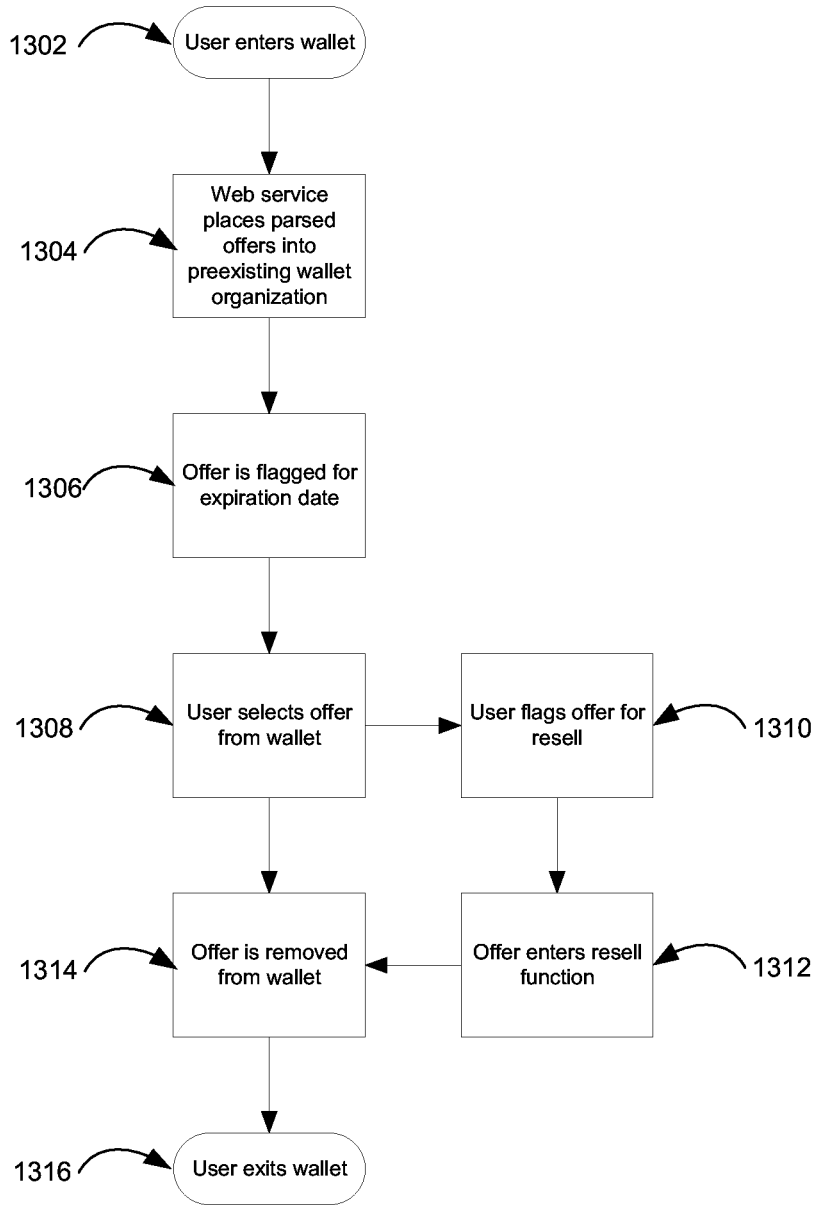 1302
User enters wallet
1304
Web service
places parsed
offers into
preexisting wallet
organization
1306
Offer is flagged for
expiration date
1308
User selects offer
from wallet
User flags offer for
resell
1310
1314
Offer is removed
from wallet
Offer enters resell
function
1312
1316
User exits wallet